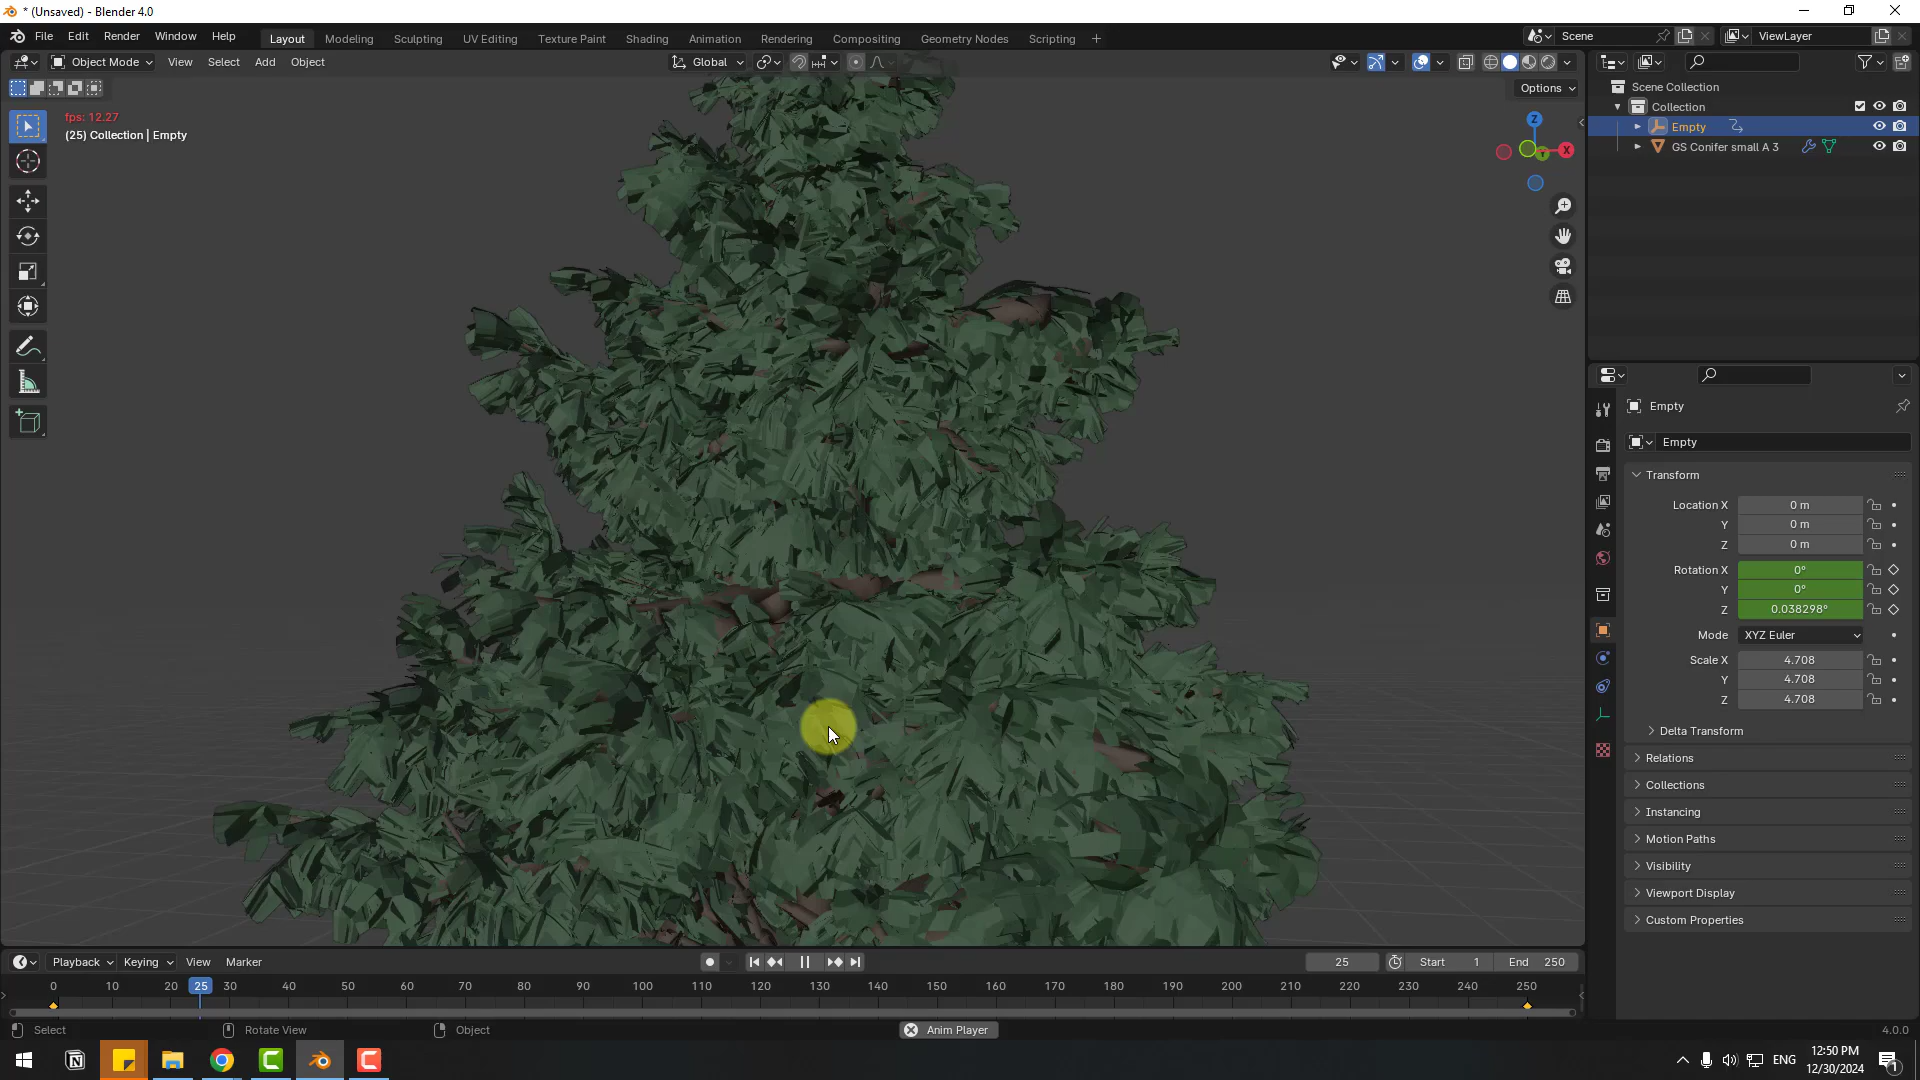 * (Unsaved) - Blender 4.0
File Edit Render Window Help Layout Modeling Sculpting UV Editing Texture Paint Shading Animation Rendering Compositing Geometry Nodes Scripting + Scene ViewLayer
Object Mode View Select Add Object Global
Options
Scene Collection
Collection
Empty
GS Conifer small A 3
fps: 12.27
(25) Collection | Empty
Z
X
Y
Empty
Empty
Transform
Location X 0 m
Y 0 m
Z 0 m
Rotation X 0°
Y 0°
Z 0.038298°
Mode XYZ Euler
Scale X 4.708
Y 4.708
Z 4.708
Delta Transform
Relations
Collections
Instancing
Motion Paths
Visibility
Viewport Display
Custom Properties
Playback Keying View Marker 25 Start 1 End 250
0 10 20 25 30 40 50 60 70 80 90 100 110 120 130 140 150 160 170 180 190 200 210 220 230 240 250
Select Rotate View Object Anim Player 4.0.0
ENG 12:50 PM
12/30/2024
1